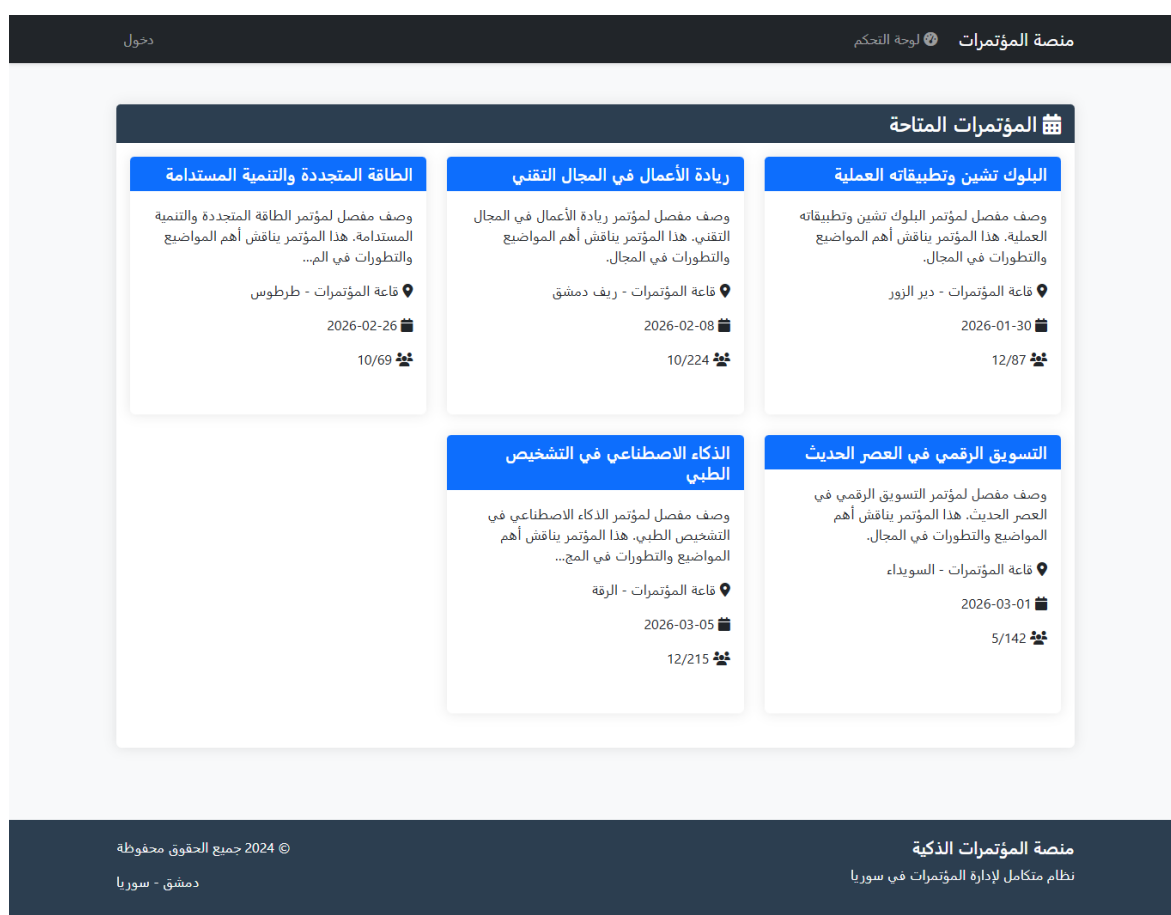 منصة المؤتمرات
لوحة التحكم
دخول
المؤتمرات المتاحة
البلوك تشين وتطبيقاته العملية
وصف مفصل لمؤتمر البلوك تشين وتطبيقاته
العملية. هذا المؤتمر يناقش أهم المواضيع
والتطورات في المجال.
قاعة المؤتمرات - دير الزور
2026-01-30
12/87
ريادة الأعمال في المجال التقني
وصف مفصل لمؤتمر ريادة الأعمال في المجال
التقني. هذا المؤتمر يناقش أهم المواضيع
والتطورات في المجال.
قاعة المؤتمرات - ريف دمشق
2026-02-08
10/224
الطاقة المتجددة والتنمية المستدامة
وصف مفصل لمؤتمر الطاقة المتجددة والتنمية
المستدامة. هذا المؤتمر يناقش أهم المواضيع
والتطورات في الم...
قاعة المؤتمرات - طرطوس
2026-02-26
10/69
التسويق الرقمي في العصر الحديث
وصف مفصل لمؤتمر التسويق الرقمي في
العصر الحديث. هذا المؤتمر يناقش أهم
المواضيع والتطورات في المجال.
قاعة المؤتمرات - السويداء
2026-03-01
5/142
الذكاء الاصطناعي في التشخيص
الطبي
وصف مفصل لمؤتمر الذكاء الاصطناعي في
التشخيص الطبي. هذا المؤتمر يناقش أهم
المواضيع والتطورات في المج...
قاعة المؤتمرات - الرقة
2026-03-05
12/215
منصة المؤتمرات الذكية
نظام متكامل لإدارة المؤتمرات في سوريا
© 2024 جميع الحقوق محفوظة
دمشق - سوريا